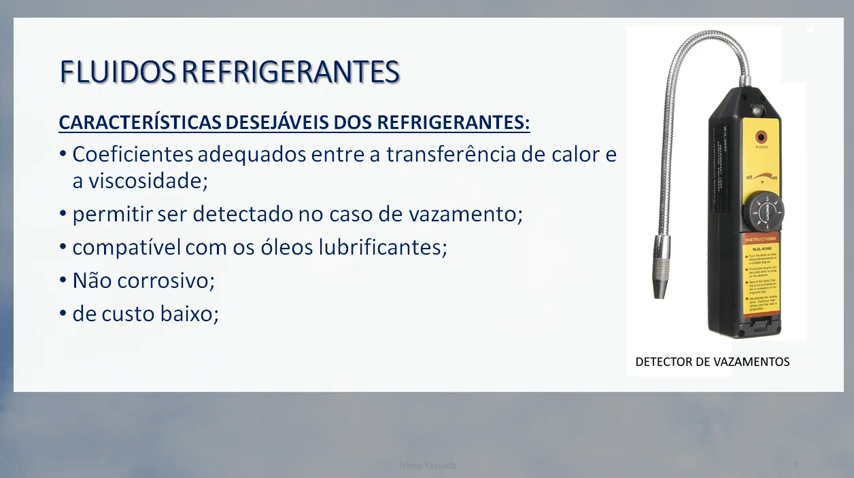 FLUIDOS REFRIGERANTES
CARACTERÍSTICAS DESEJÁVEIS DOS REFRIGERANTES:
• Coeficientes adequados entre a transferência de calor e
a viscosidade;
• permitir ser detectado no caso de vazamento;
• compatível com os óleos lubrificantes;
• Não corrosivo;
• de custo baixo;
INSTRUCTIONS
DETECTOR DE VAZAMENTOS